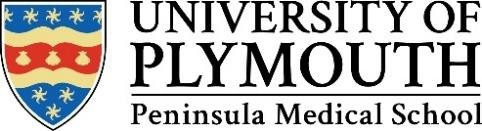 UNIVERSITY OF
PLYMOUTH
Peninsula Medical School